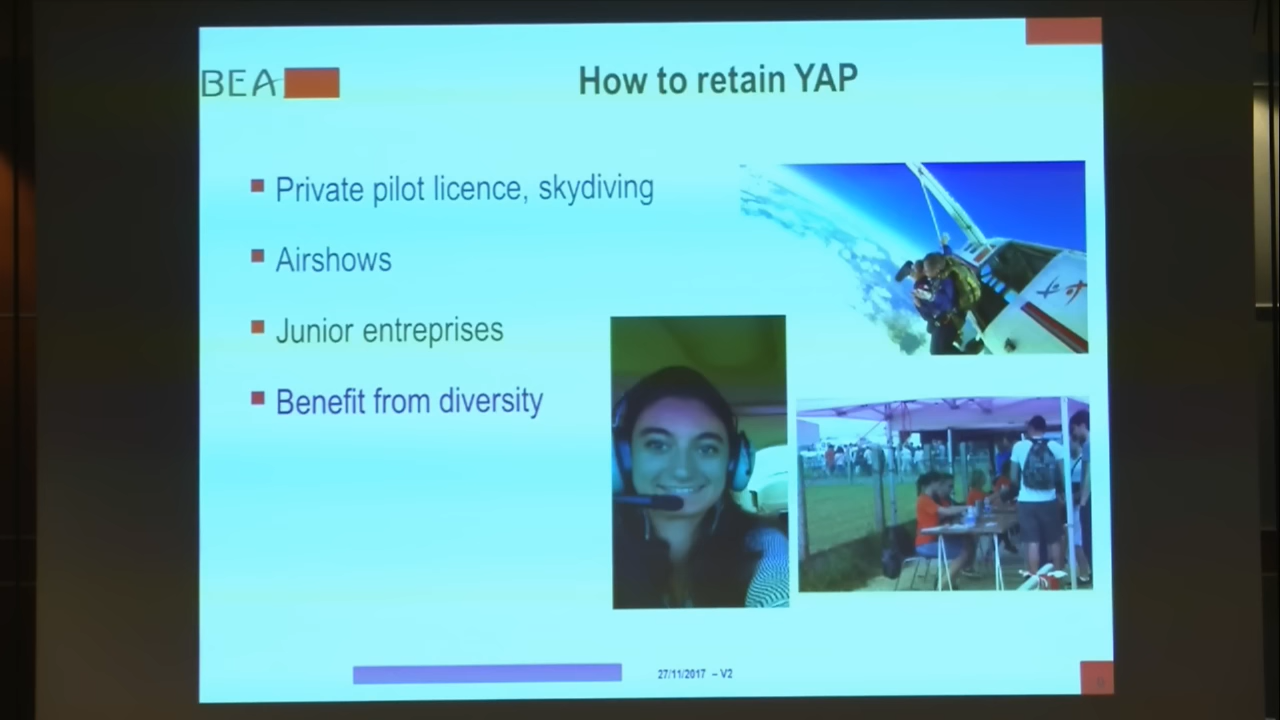 BEA
How to retain YAP
Private pilot licence, skydiving
Airshows
Junior entreprises
Benefit from diversity
27/11/2017 – V2